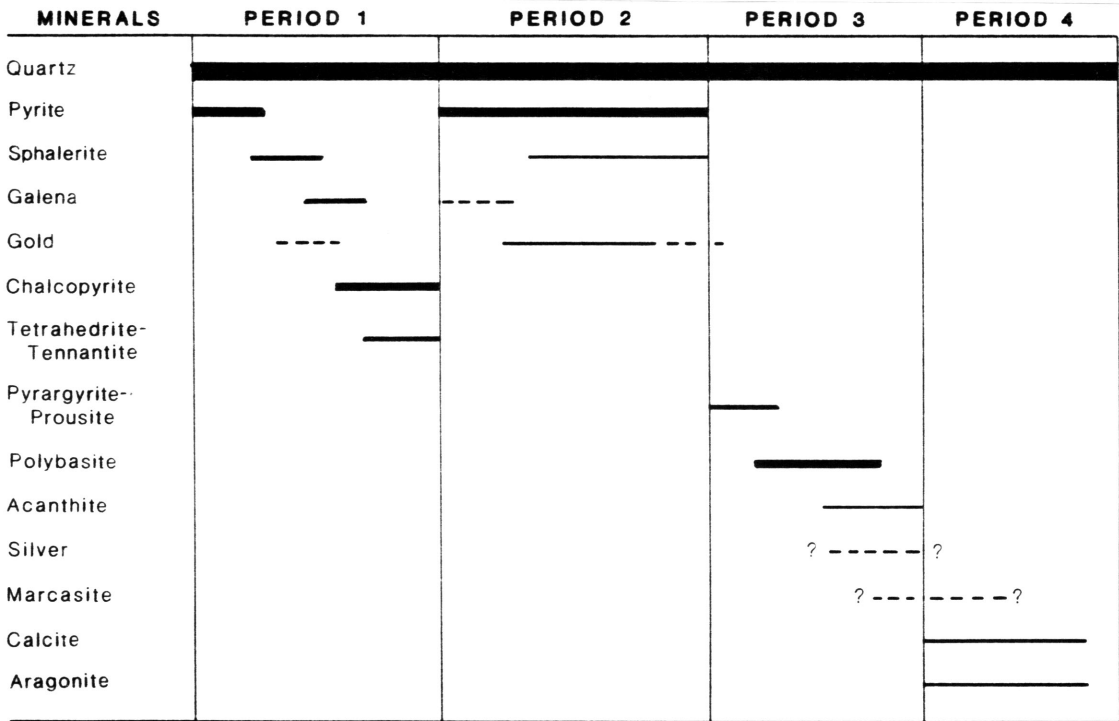 MINERALS PERIOD 1 PERIOD 2 PERIOD 3 PERIOD 4
Quartz
Pyrite
Sphalerite
Galena
Gold
Chalcopyrite
Tetrahedrite-
Tennantite
Pyrargyrite-
Prousite
Polybasite
Acanthite
Silver ? ?
Marcasite ? ?
Calcite
Aragonite